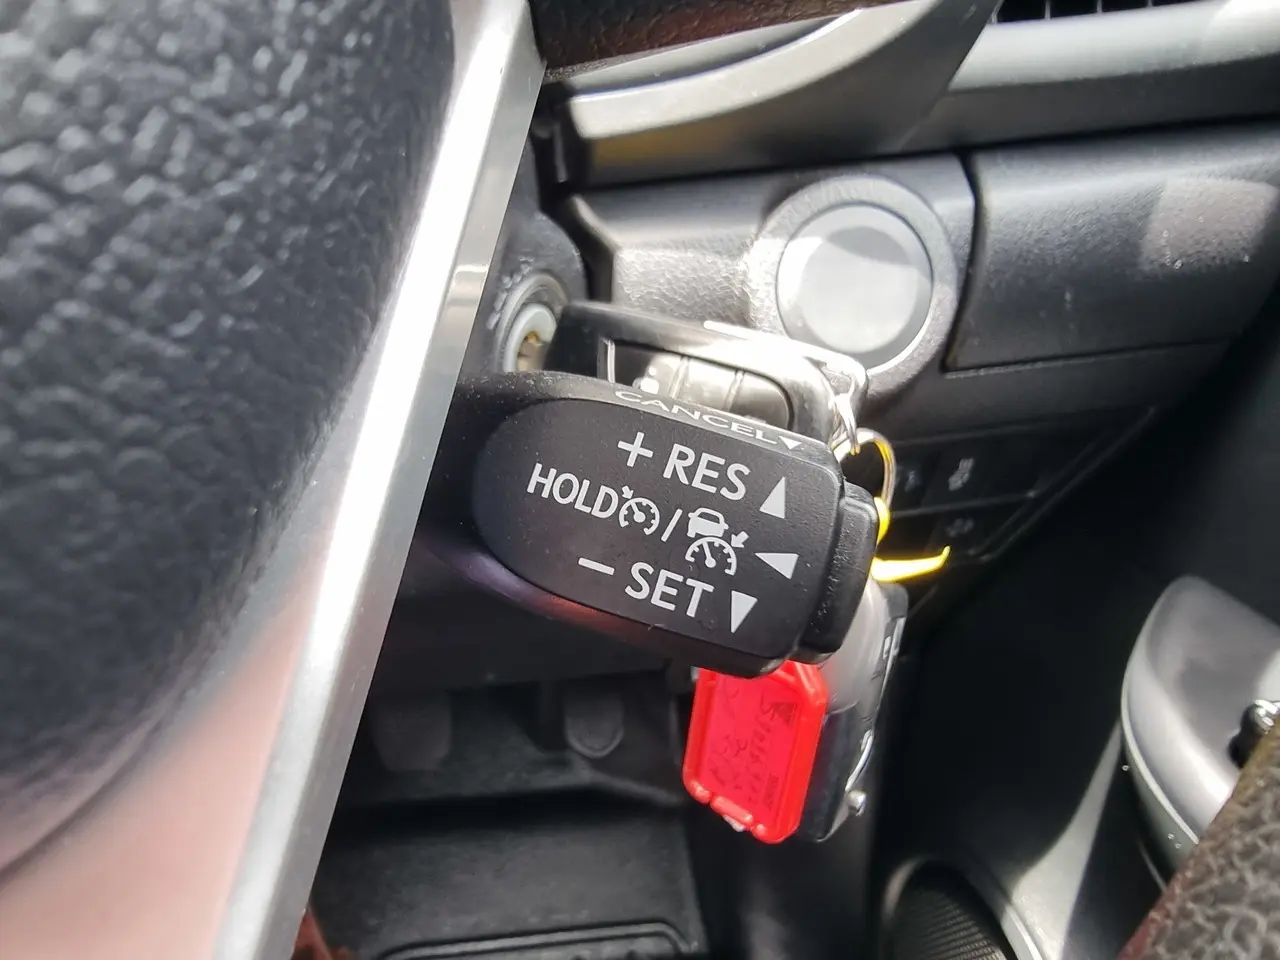 CANCEL▼
+ RES ▲
HOLD / ◀
− SET ▼